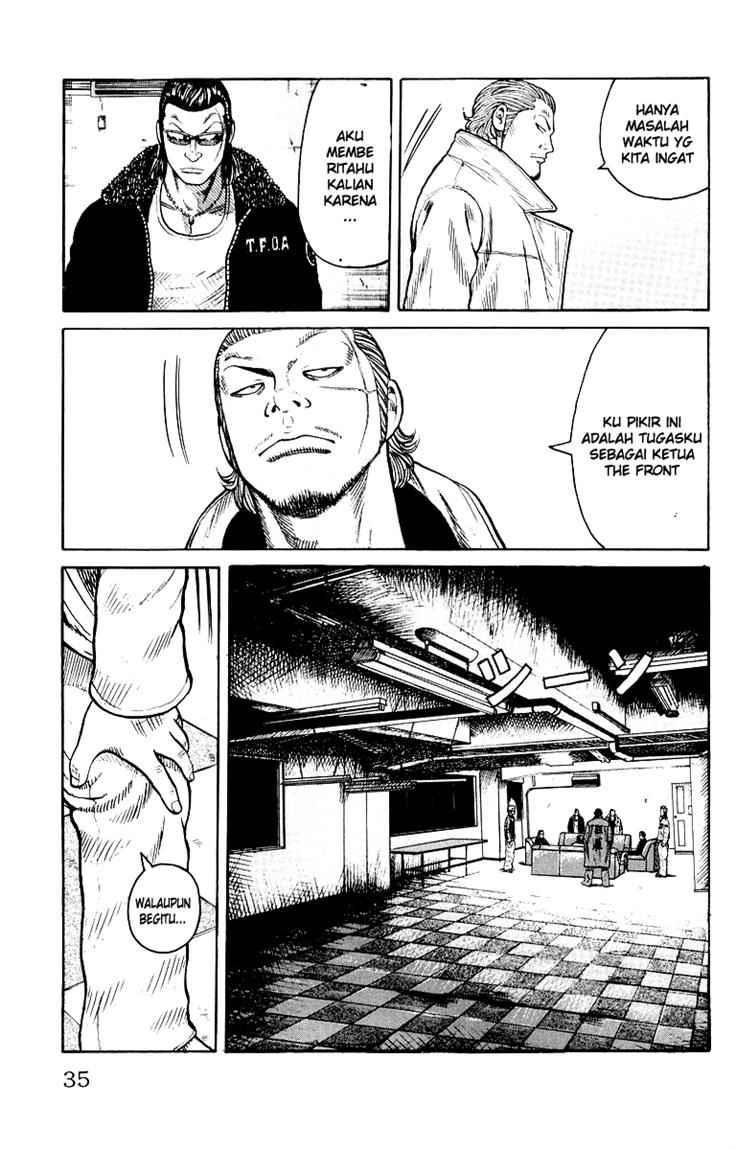 HANYA
MASALAH
WAKTU YG
KITA INGAT
AKU
MEMBE
RITAHU
KALIAN
KARENA
...
T.F.O.A
KU PIKIR INI
ADALAH TUGASKU
SEBAGAI KETUA
THE FRONT
WALAUPUN
BEGITU...
35